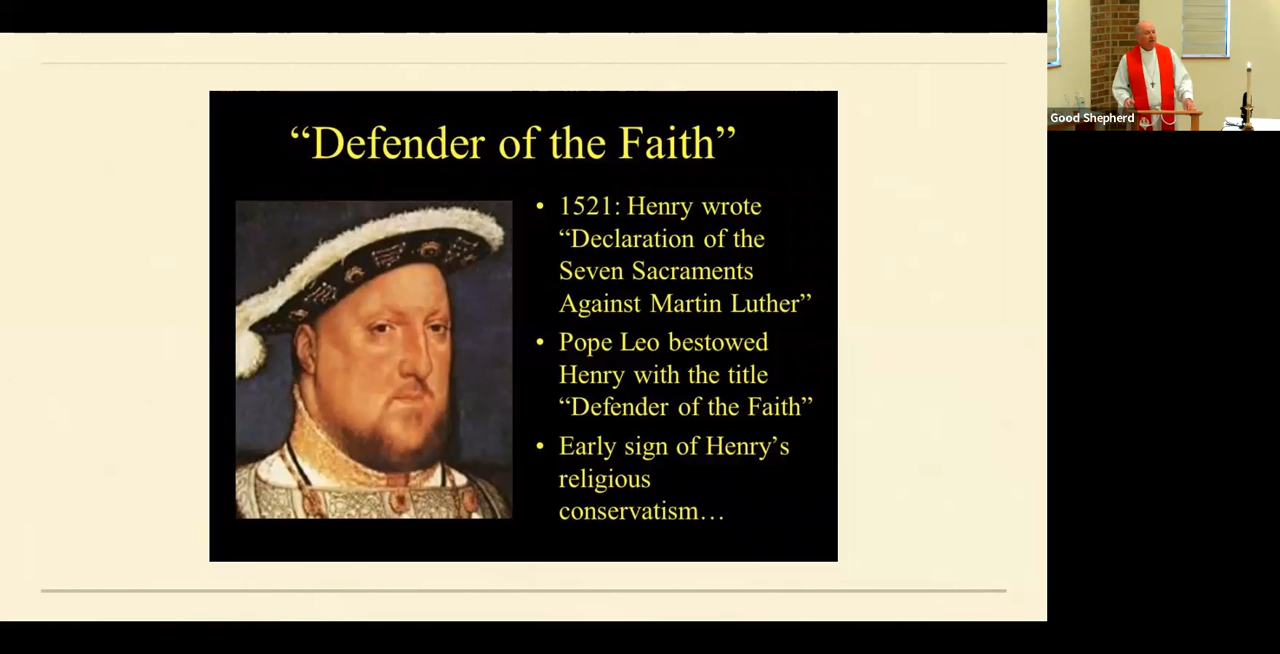 “Defender of the Faith”
• 1521: Henry wrote
“Declaration of the
Seven Sacraments
Against Martin Luther”
• Pope Leo bestowed
Henry with the title
“Defender of the Faith”
• Early sign of Henry’s
religious
conservatism…
Good Shepherd